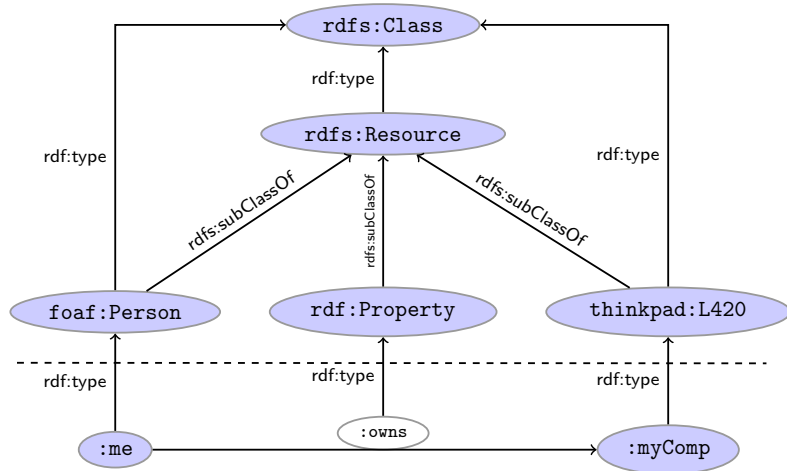 rdfs:Class
rdf:type
rdfs:Resource
rdf:type
rdf:type
rdfs:subClassOf
rdfs:subClassOf
rdfs:subClassOf
foaf:Person
rdf:Property
thinkpad:L420
rdf:type
rdf:type
rdf:type
:me
:owns
:myComp